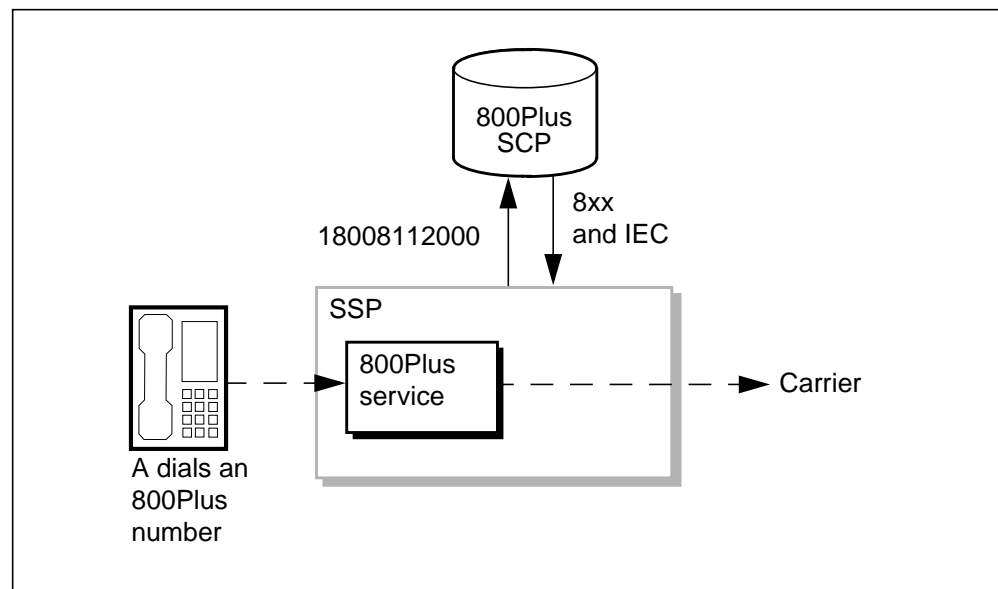 800Plus
SCP
18008112000
8xx
and IEC
SSP
800Plus
service
Carrier
A dials an
800Plus
number